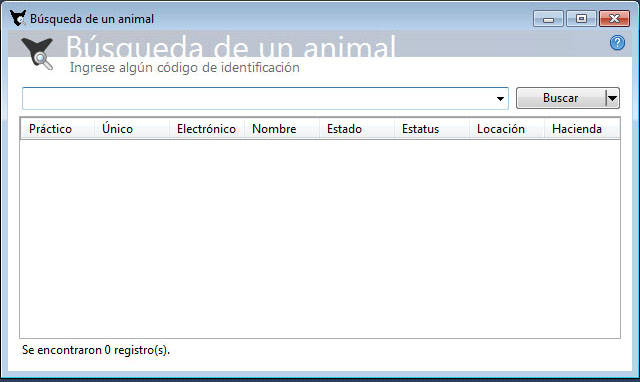 Búsqueda de un animal
Búsqueda de un animal
Ingrese algún código de identificación
Buscar
Práctico Único Electrónico Nombre Estado Estatus Locación Hacienda
Se encontraron 0 registro(s).